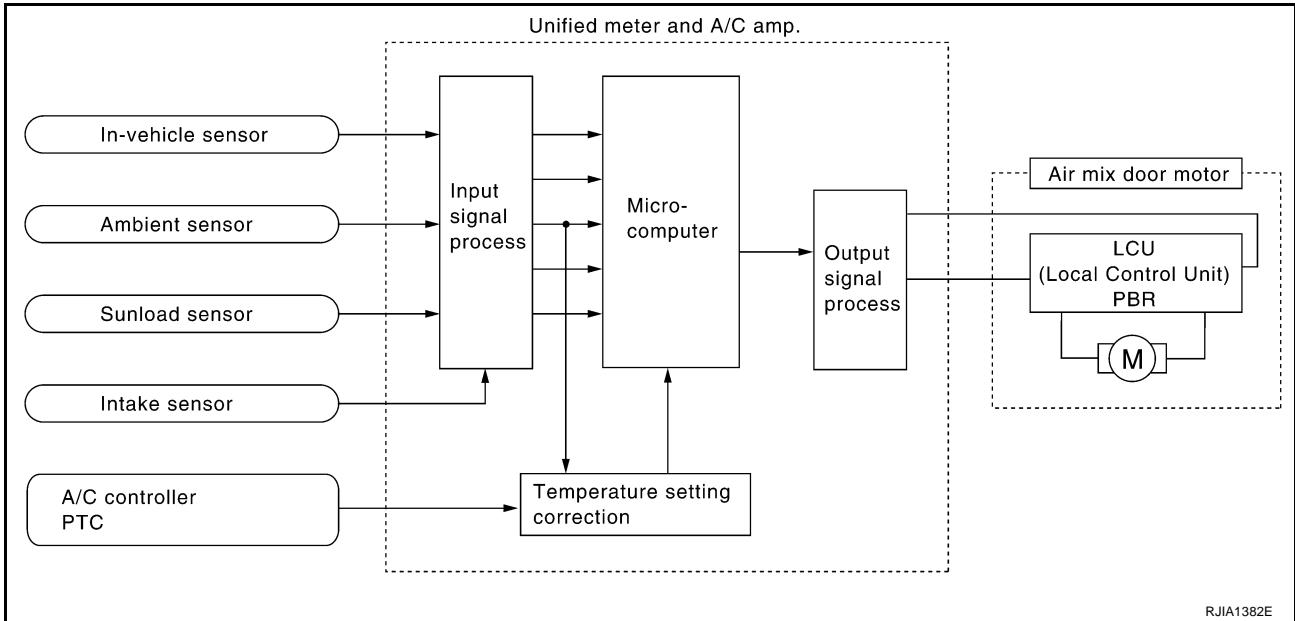 Unified meter and A/C amp.
In-vehicle sensor
Ambient sensor
Sunload sensor
Intake sensor
A/C controller
PTC
Input
signal
process
Micro-
computer
Temperature setting
correction
Output
signal
process
Air mix door motor
LCU
(Local Control Unit)
PBR
M
RJIA1382E